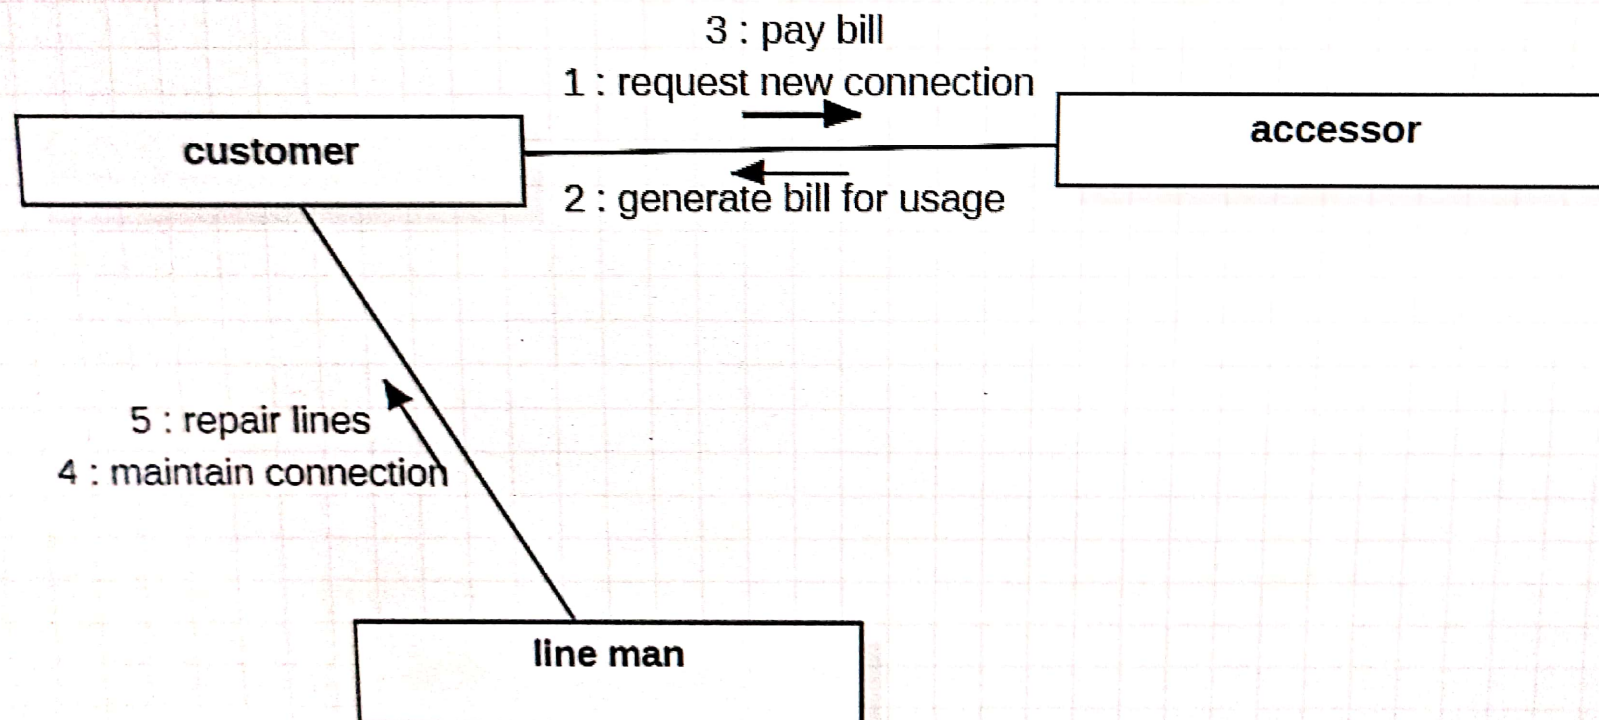 3 : pay bill
1 : request new connection
customer
accessor
2 : generate bill for usage
5 : repair lines
4 : maintain connection
line man